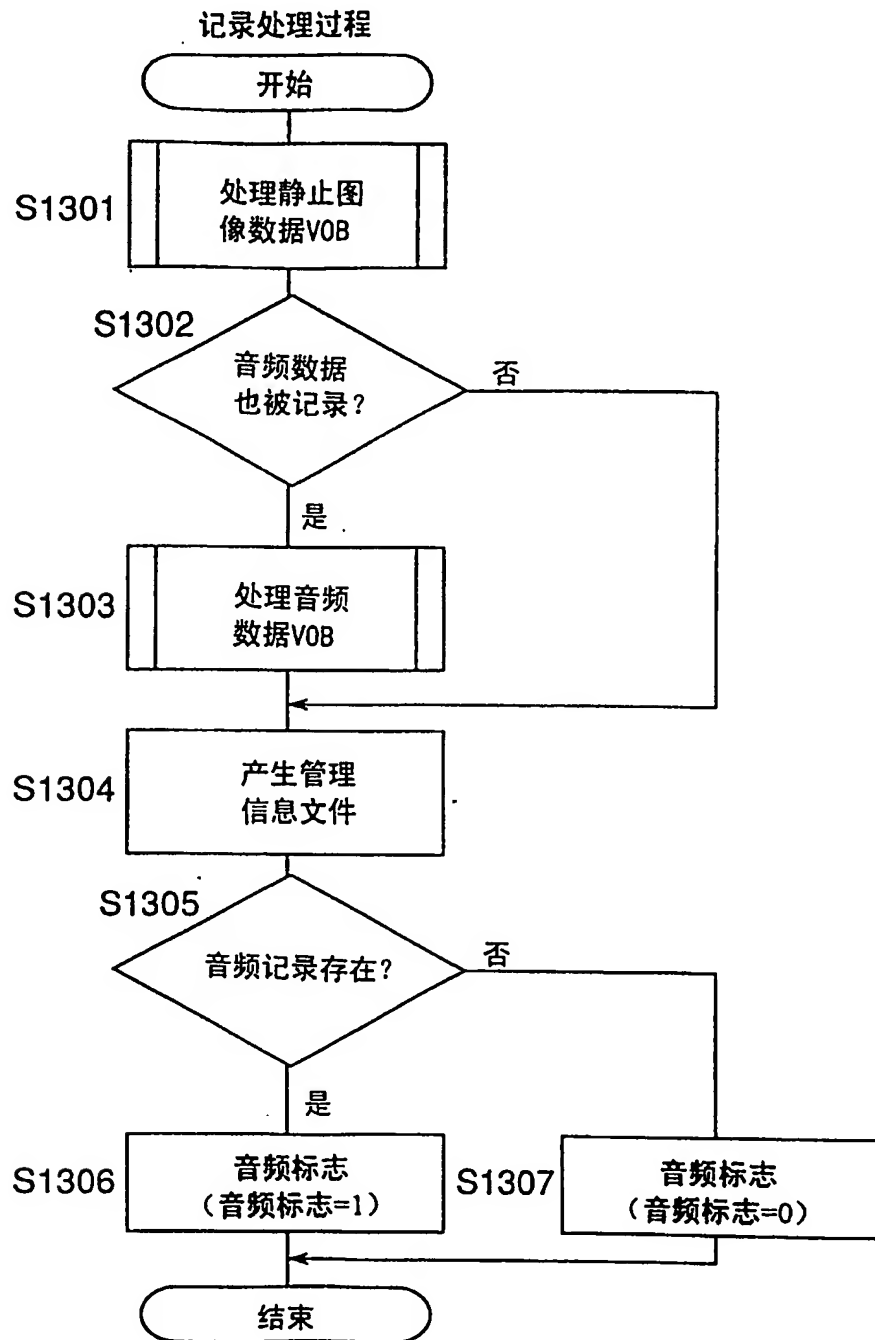 记录处理过程
开始
S1301
处理静止图
像数据VOB
S1302
音频数据
也被记录?
否
是
S1303
处理音频
数据VOB
S1304
产生管理
信息文件
S1305
音频记录存在?
否
是
S1306
音频标志
(音频标志=1)
S1307
音频标志
(音频标志=0)
结束